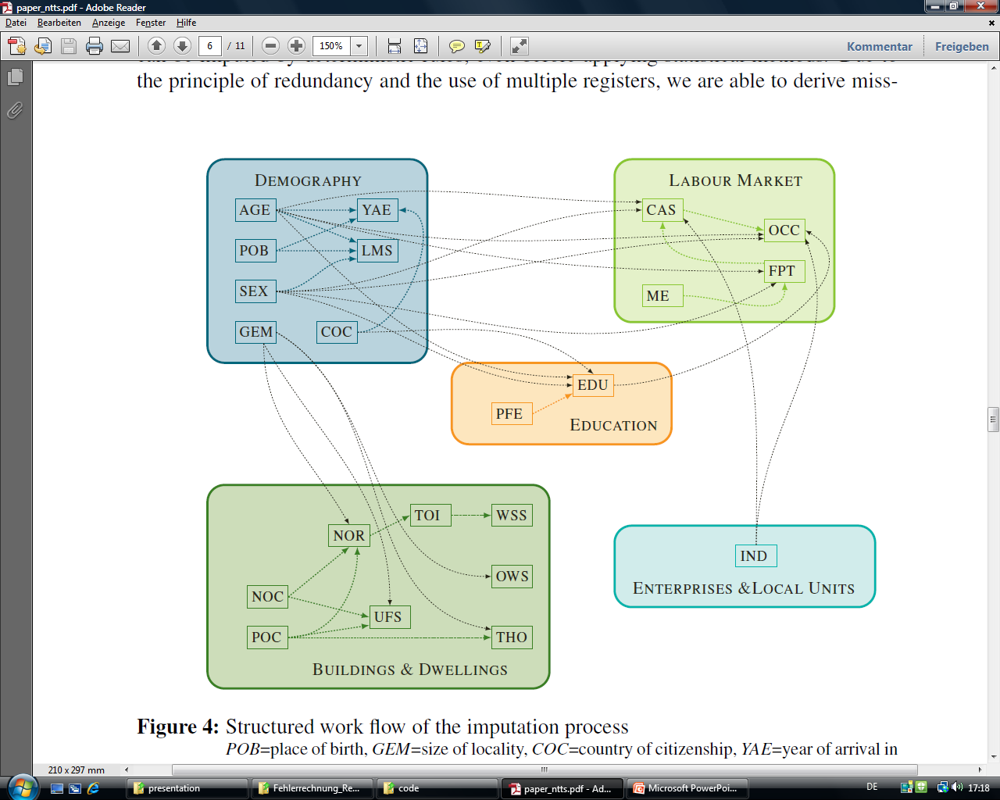 paper_ntts.pdf - Adobe Reader
Datei Bearbeiten Anzeige Fenster Hilfe
6 / 11 150% Kommentar Freigeben
the principle of redundancy and the use of multiple registers, we are able to derive miss-
DEMOGRAPHY
AGE YAE
POB LMS
SEX
GEM COC
LABOUR MARKET
CAS
OCC
FPT
ME
EDU
PFE
EDUCATION
TOI WSS
NOR
OWS
NOC
UFS
POC THO
BUILDINGS & DWELLINGS
IND
ENTERPRISES &LOCAL UNITS
Figure 4: Structured work flow of the imputation process
POB=place of birth, GEM=size of locality, COC=country of citizenship, YAE=year of arrival in
210 x 297 mm
presentation Fehlerrechnung_Re... code paper_ntts.pdf - Ad... Microsoft PowerPoi... DE 17:18